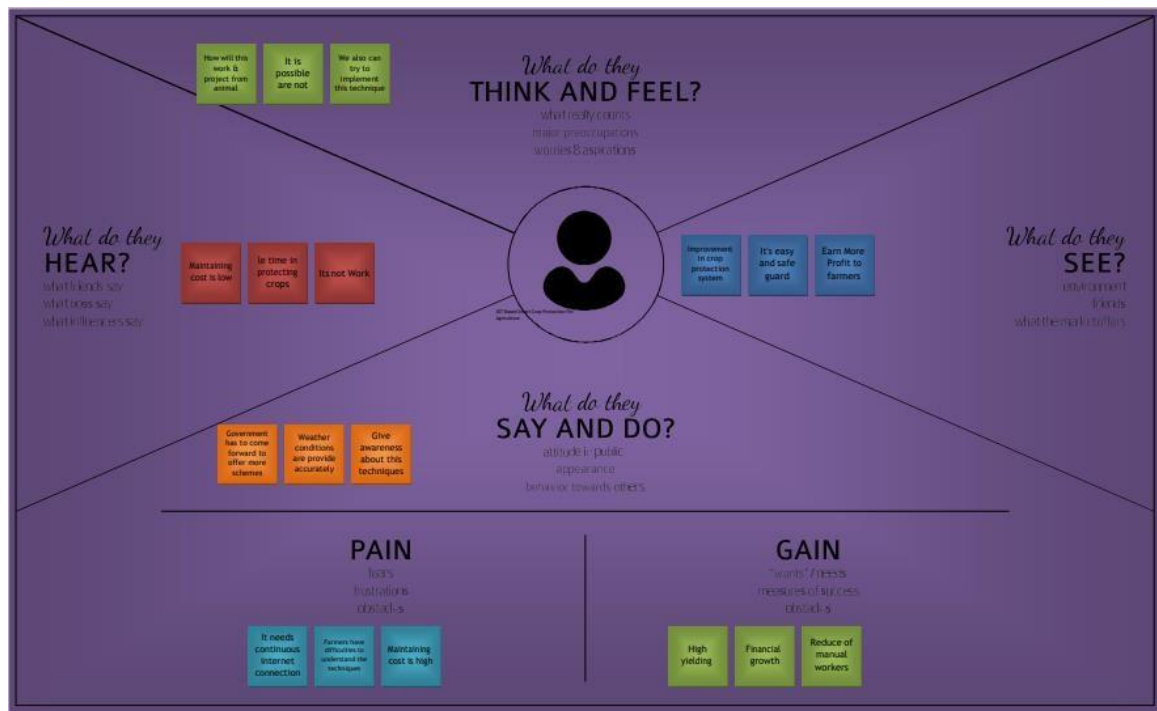 How will this
work &
project from
animal
It is
possible
are not
We also can
try to
implement
this technique
What do they
THINK AND FEEL?
what really counts
major preoccupations
worries & aspirations
What do they
HEAR?
what friends say
what boss say
what influencers say
Maintaining
cost is low
le time in
protecting
crops
Its not Work
Improvement
in crop
protection
system
It's easy
and safe
guard
Earn More
Profit to
farmers
What do they
SEE?
environment
friends
what the market offers
IOT Based Smart Crop Protection for
Agriculture
What do they
SAY AND DO?
attitude in public
appearance
behavior towards others
Government
has to come
forward to
offer more
schemes
Weather
conditions
are provide
accurately
Give
awareness
about this
techniques
PAIN
fears
frustrations
obstacles
It needs
continuous
internet
connection
Farmers have
difficulties to
understand the
techniques
Maintaining
cost is high
GAIN
"wants" / needs
measures of success
obstacles
High
yielding
Financial
growth
Reduce of
manual
workers